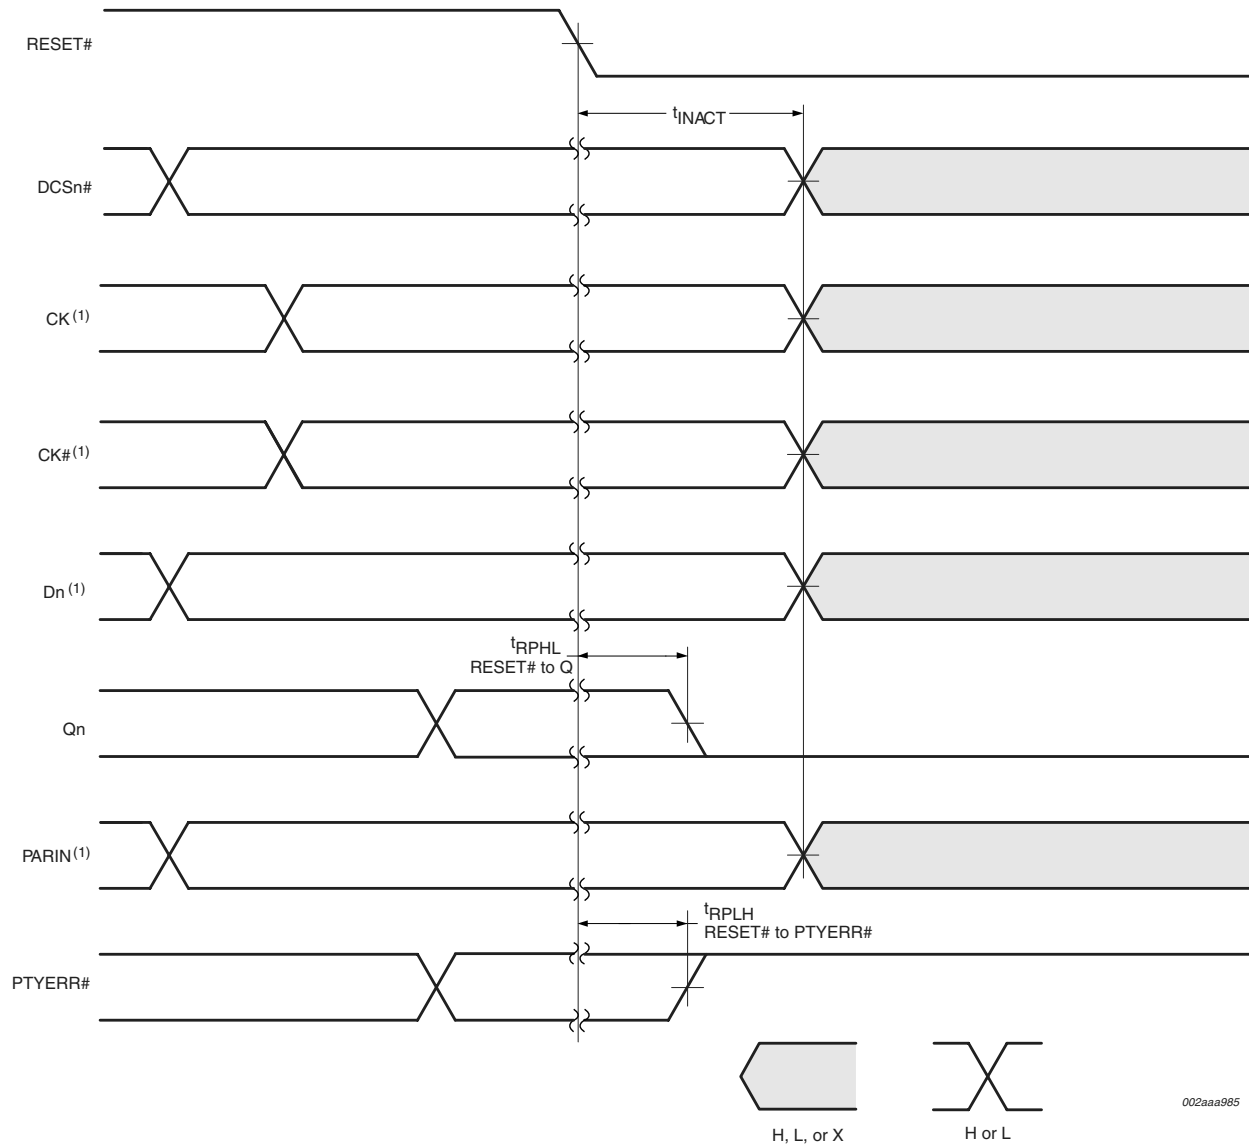 RESET#
tINACT
DCSn#
CK(1)
CK#(1)
Dn(1)
tRPHL
RESET# to Q
Qn
PARIN(1)
tRPLH
RESET# to PTYERR#
PTYERR#
H, L, or X
H or L
002aaa985